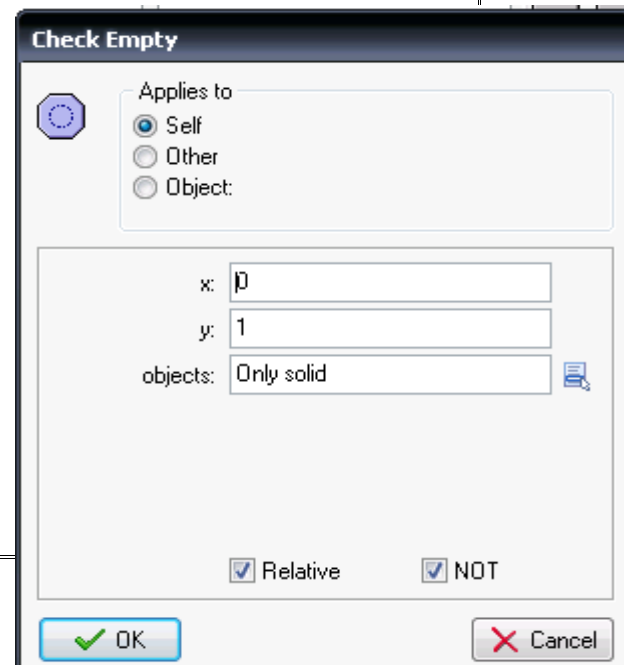 Check Empty
Applies to
Self
Other
Object:
x: 0
y: 1
objects: Only solid
Relative NOT
OK Cancel